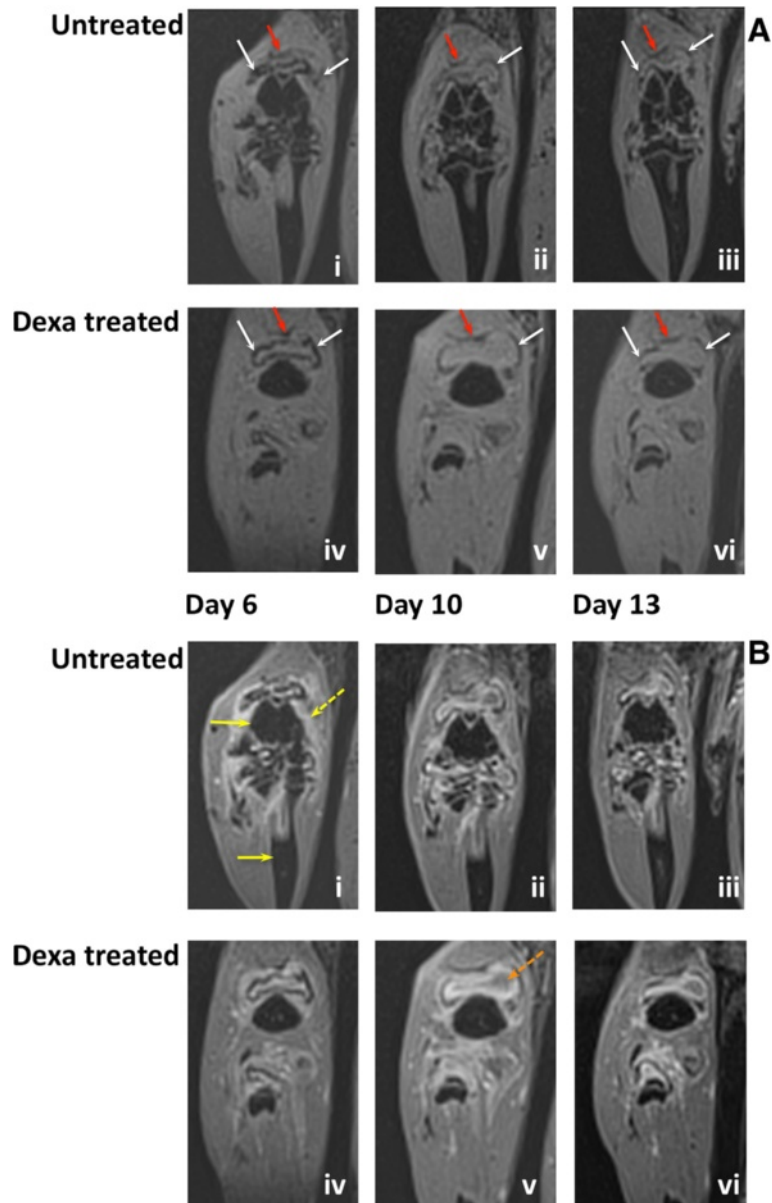 Untreated
A
i
ii
iii
Dexa treated
iv
v
vi
Day 6 Day 10 Day 13
Untreated
B
i
ii
iii
Dexa treated
iv
v
vi